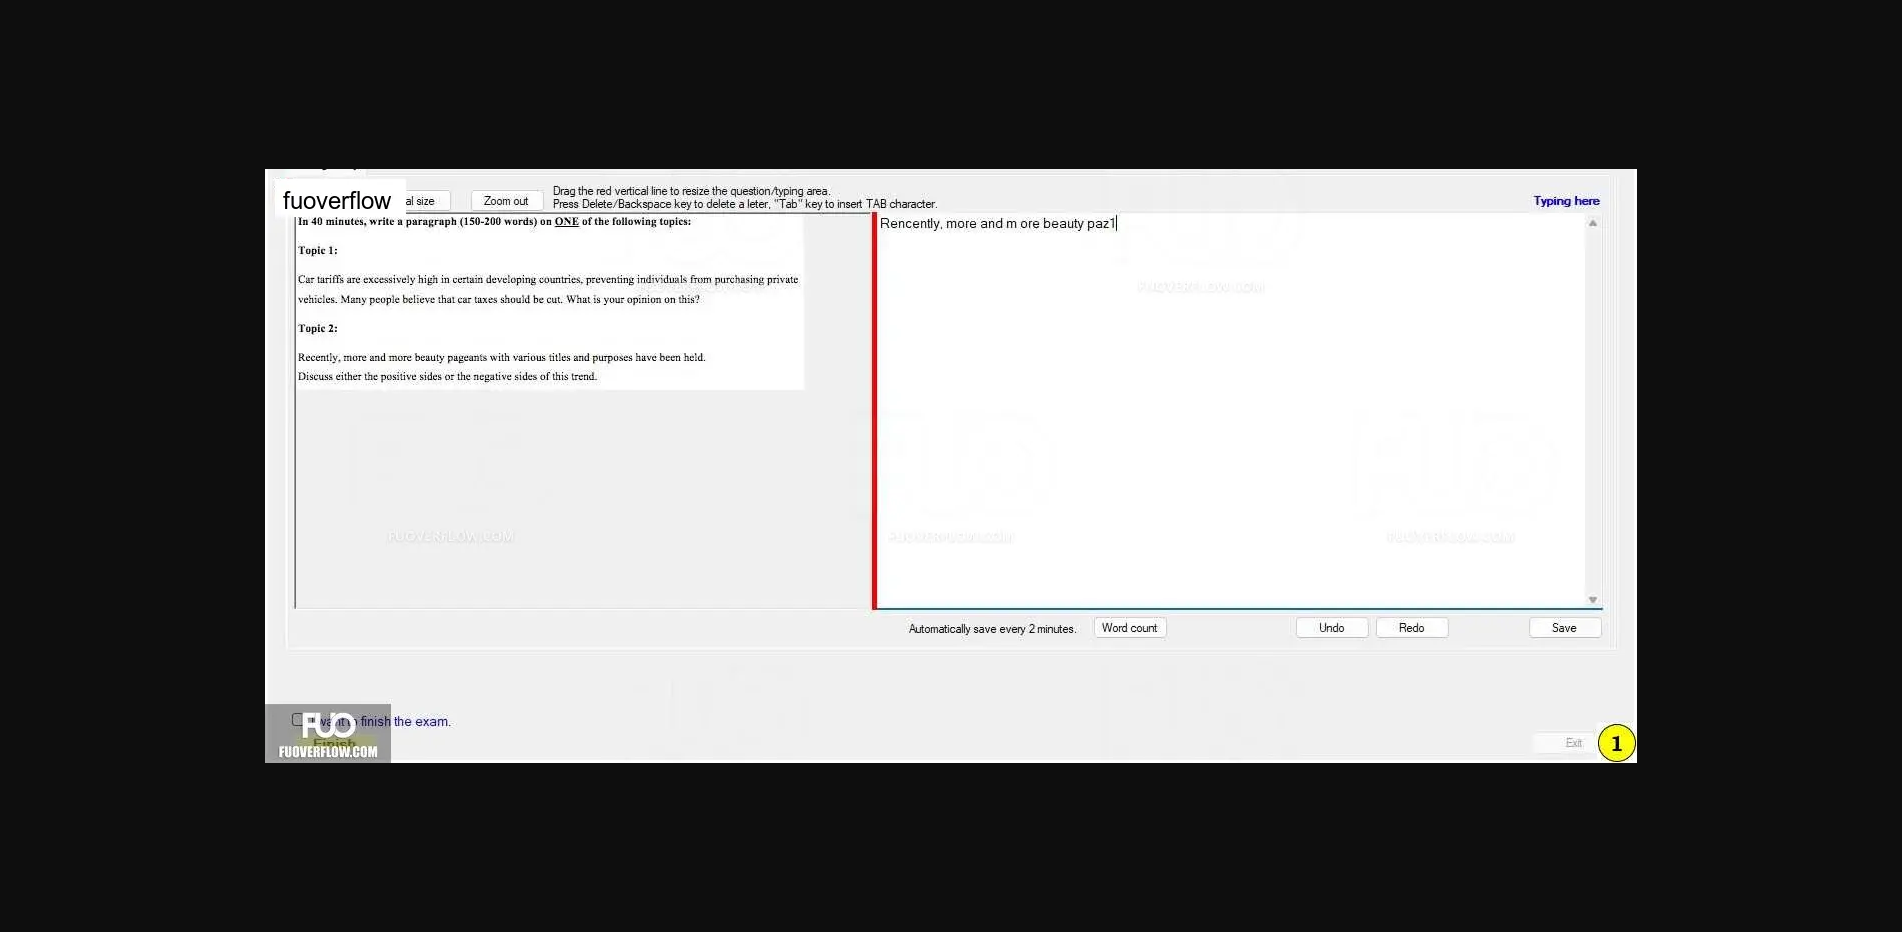 fuoverflow
al size
Zoom out
Drag the red vertical line to resize the question/typing area.
Press Delete/Backspace key to delete a leter, "Tab" key to insert TAB character.
Typing here
In 40 minutes, write a paragraph (150-200 words) on ONE of the following topics:
Topic 1:
Car tariffs are excessively high in certain developing countries, preventing individuals from purchasing private
vehicles. Many people believe that car taxes should be cut. What is your opinion on this?
Topic 2:
Recently, more and more beauty pageants with various titles and purposes have been held.
Discuss either the positive sides or the negative sides of this trend.
Rencently, more and m ore beauty paz1
FUOVERFLOW.COM
FUOVERFLOW.COM
FUOVERFLOW.COM
FUOVERFLOW.COM
Automatically save every 2 minutes.
Word count
Undo
Redo
Save
I want to finish the exam.
Finish
FUO
FUOVERFLOW.COM
Exit
1